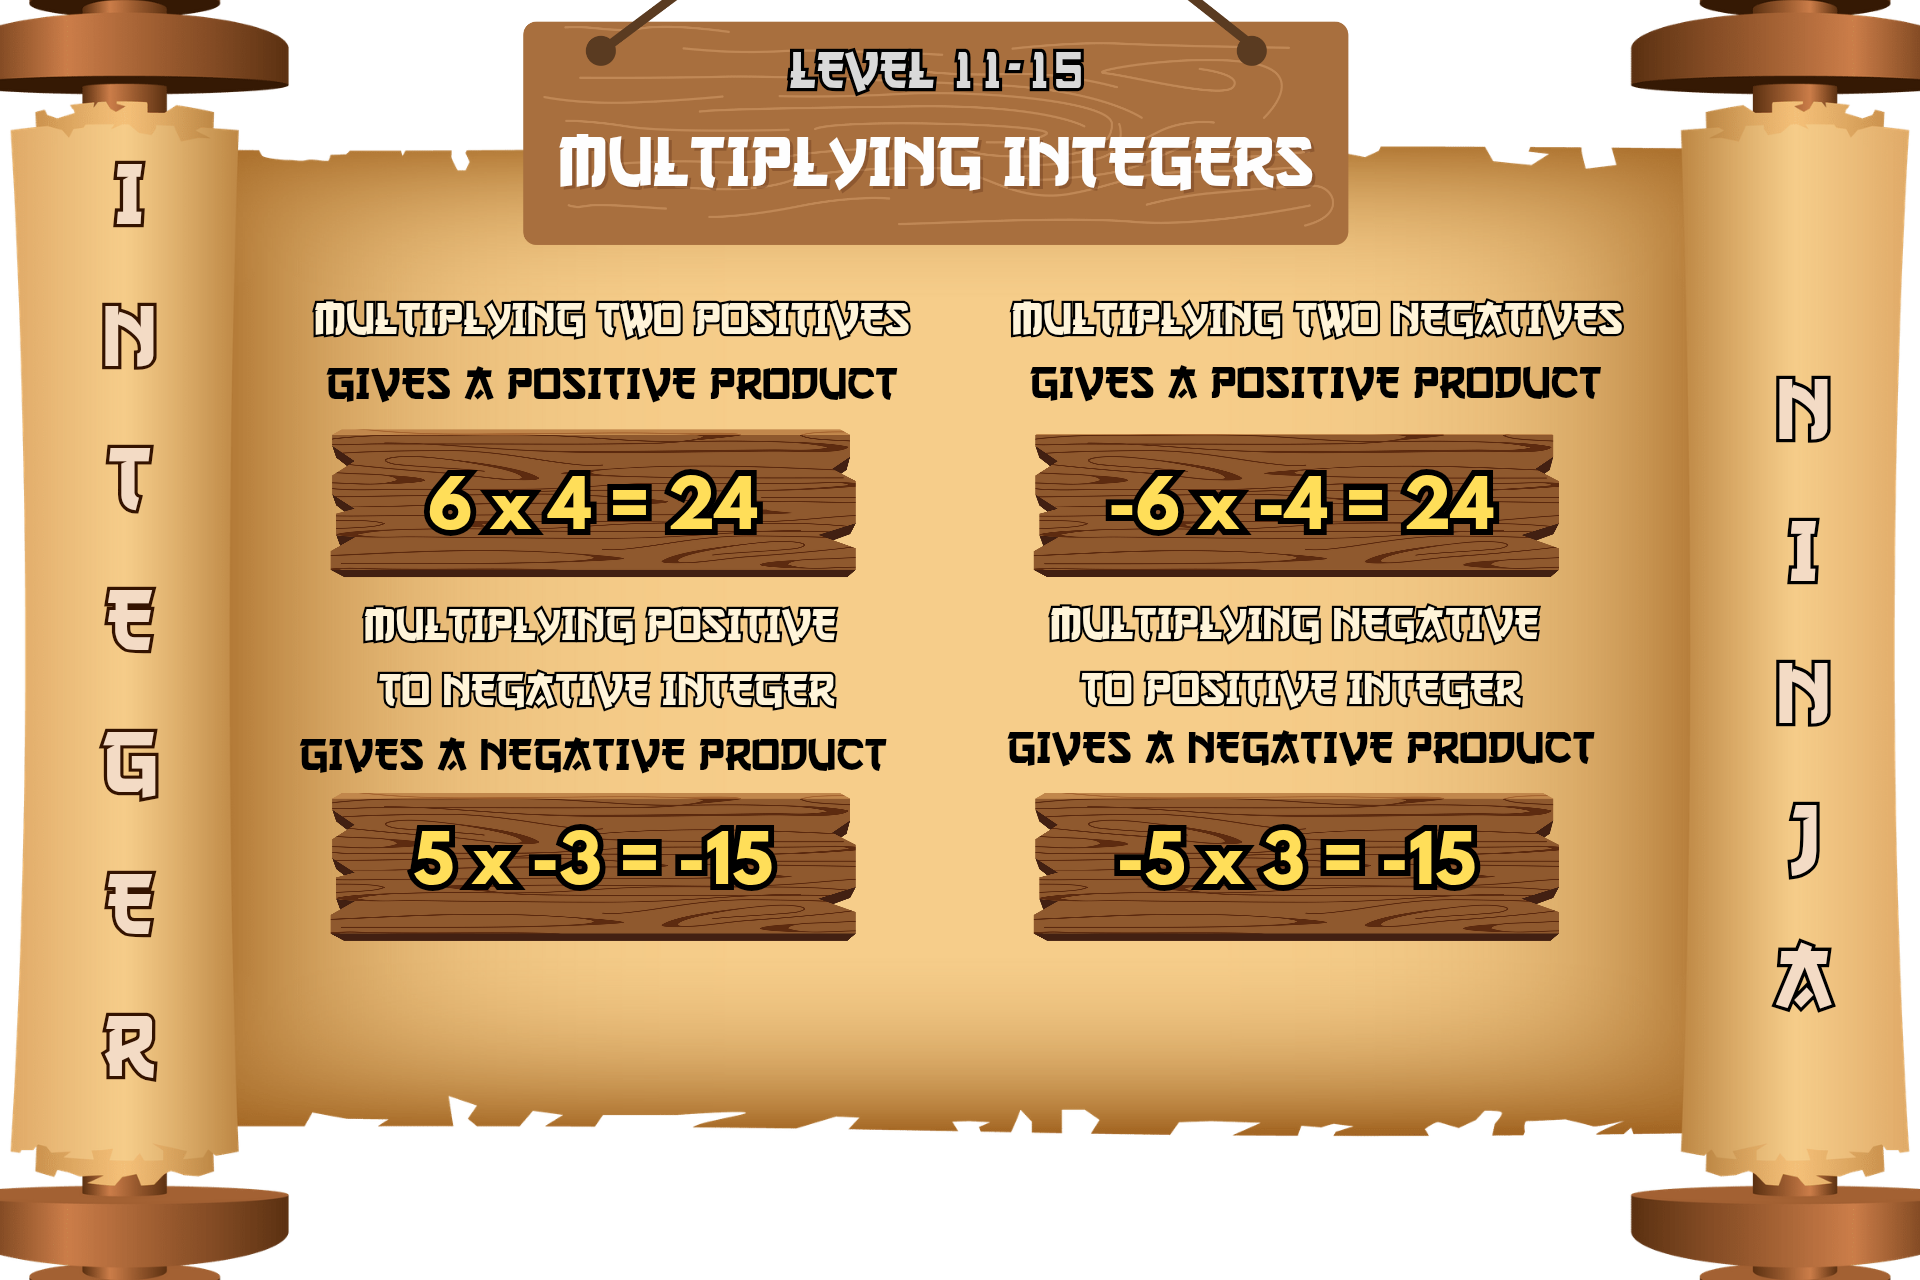 LEVEL 11-15
MULTIPLYING INTEGERS
INTEGER
MULTIPLYING TWO POSITIVES
GIVES A POSITIVE PRODUCT
6 x 4 = 24
MULTIPLYING POSITIVE
TO NEGATIVE INTEGER
GIVES A NEGATIVE PRODUCT
5 x -3 = -15
MULTIPLYING TWO NEGATIVES
GIVES A POSITIVE PRODUCT
-6 x -4 = 24
MULTIPLYING NEGATIVE
TO POSITIVE INTEGER
GIVES A NEGATIVE PRODUCT
-5 x 3 = -15
NINJA